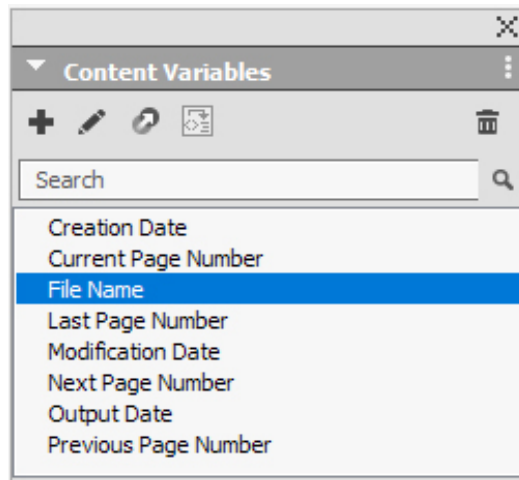 Content Variables
Search
Creation Date
Current Page Number
File Name
Last Page Number
Modification Date
Next Page Number
Output Date
Previous Page Number